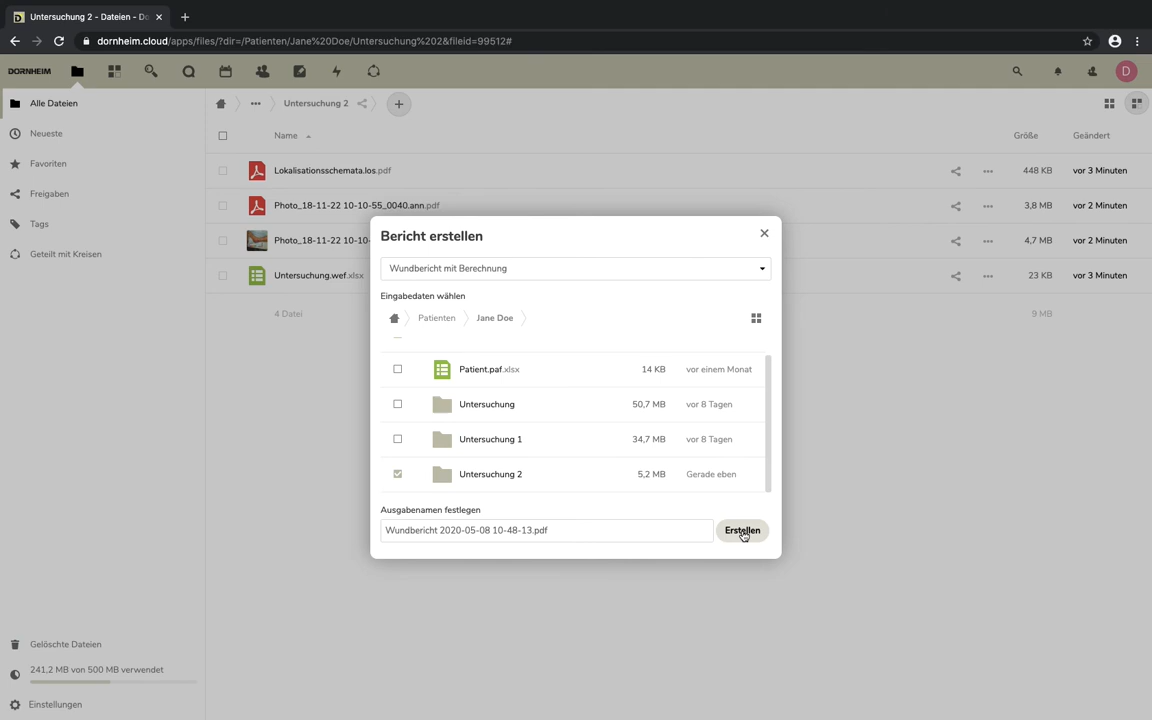 Untersuchung 2 - Dateien - Do
dornheim.cloud/apps/files/?dir=/Patienten/Jane%20Doe/Untersuchung%202&fileid=99512#
DORNHEIM
D
Alle Dateien
Neueste
Favoriten
Freigaben
Tags
Geteilt mit Kreisen
Untersuchung 2
Name
Größe
Geändert
Lokalisationsschemata.los.pdf
448 KB
vor 3 Minuten
Photo_18-11-22 10-10-55_0040.ann.pdf
3,8 MB
vor 2 Minuten
Photo_18-11-22 10-10-
4,7 MB
vor 2 Minuten
Untersuchung.wef.xlsx
23 KB
vor 3 Minuten
4 Datei
9 MB
Bericht erstellen
Wundbericht mit Berechnung
Eingabedaten wählen
Patienten
Jane Doe
Patient.paf.xlsx
14 KB
vor einem Monat
Untersuchung
50,7 MB
vor 8 Tagen
Untersuchung 1
34,7 MB
vor 8 Tagen
Untersuchung 2
5,2 MB
Gerade eben
Ausgabenamen festlegen
Wundbericht 2020-05-08 10-48-13.pdf
Erstellen
Gelöschte Dateien
241,2 MB von 500 MB verwendet
Einstellungen